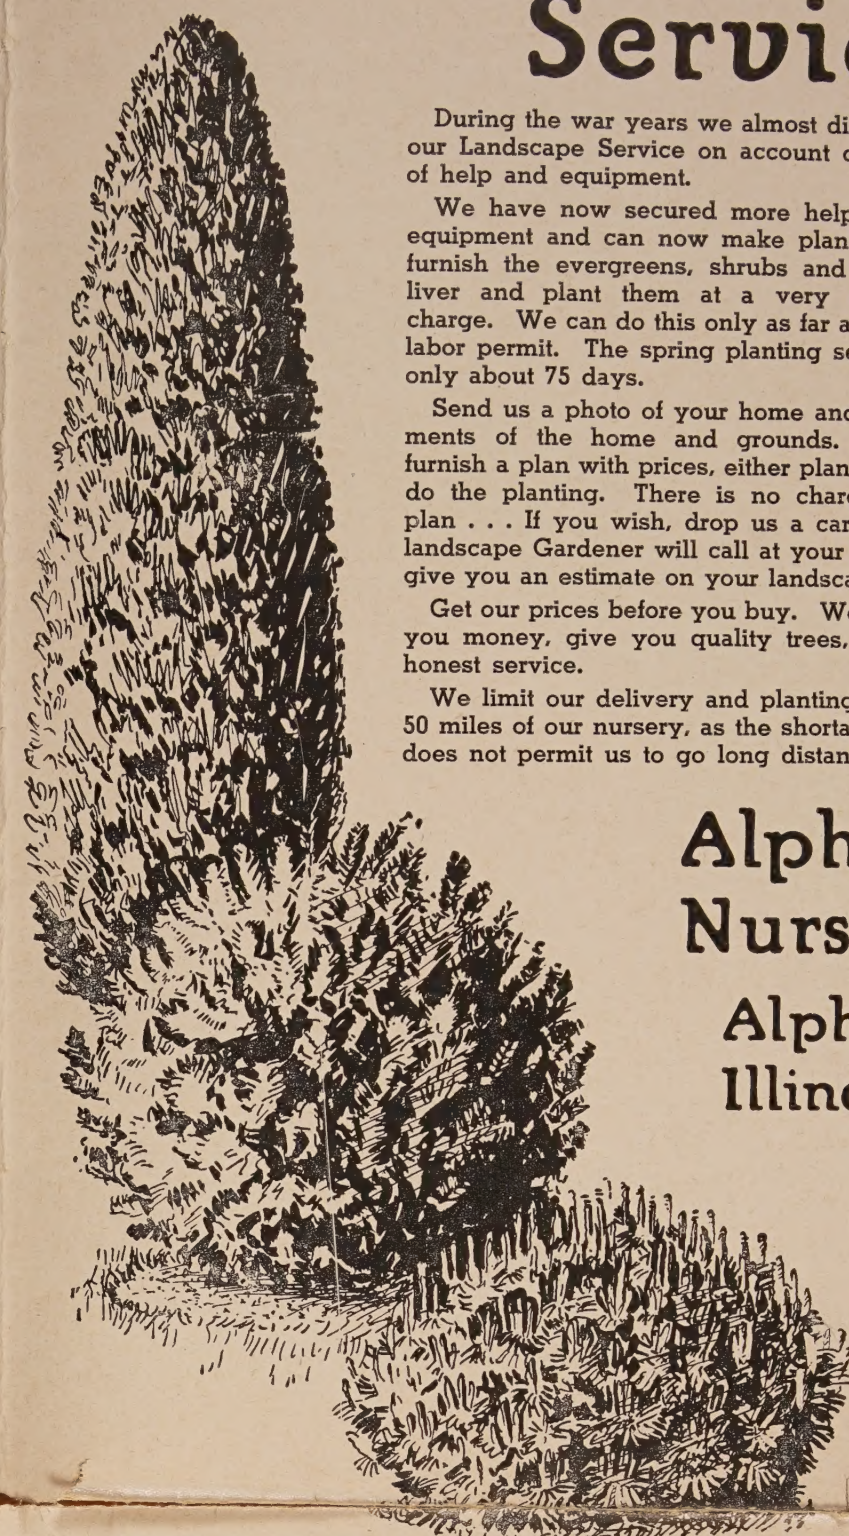 Servic
During the war years we almost di
our Landscape Service on account o
of help and equipment.
We have now secured more help
equipment and can now make plan
furnish the evergreens, shrubs and
liver and plant them at a very
charge. We can do this only as far a
labor permit. The spring planting se
only about 75 days.
Send us a photo of your home and
ments of the home and grounds.
furnish a plan with prices, either plan
do the planting. There is no char
plan . . . If you wish, drop us a car
landscape Gardener will call at your
give you an estimate on your landsca
Get our prices before you buy. We
you money, give you quality trees,
honest service.
We limit our delivery and planting
50 miles of our nursery, as the shorta
does not permit us to go long distan
Alph
Nurs
Alph
Illino